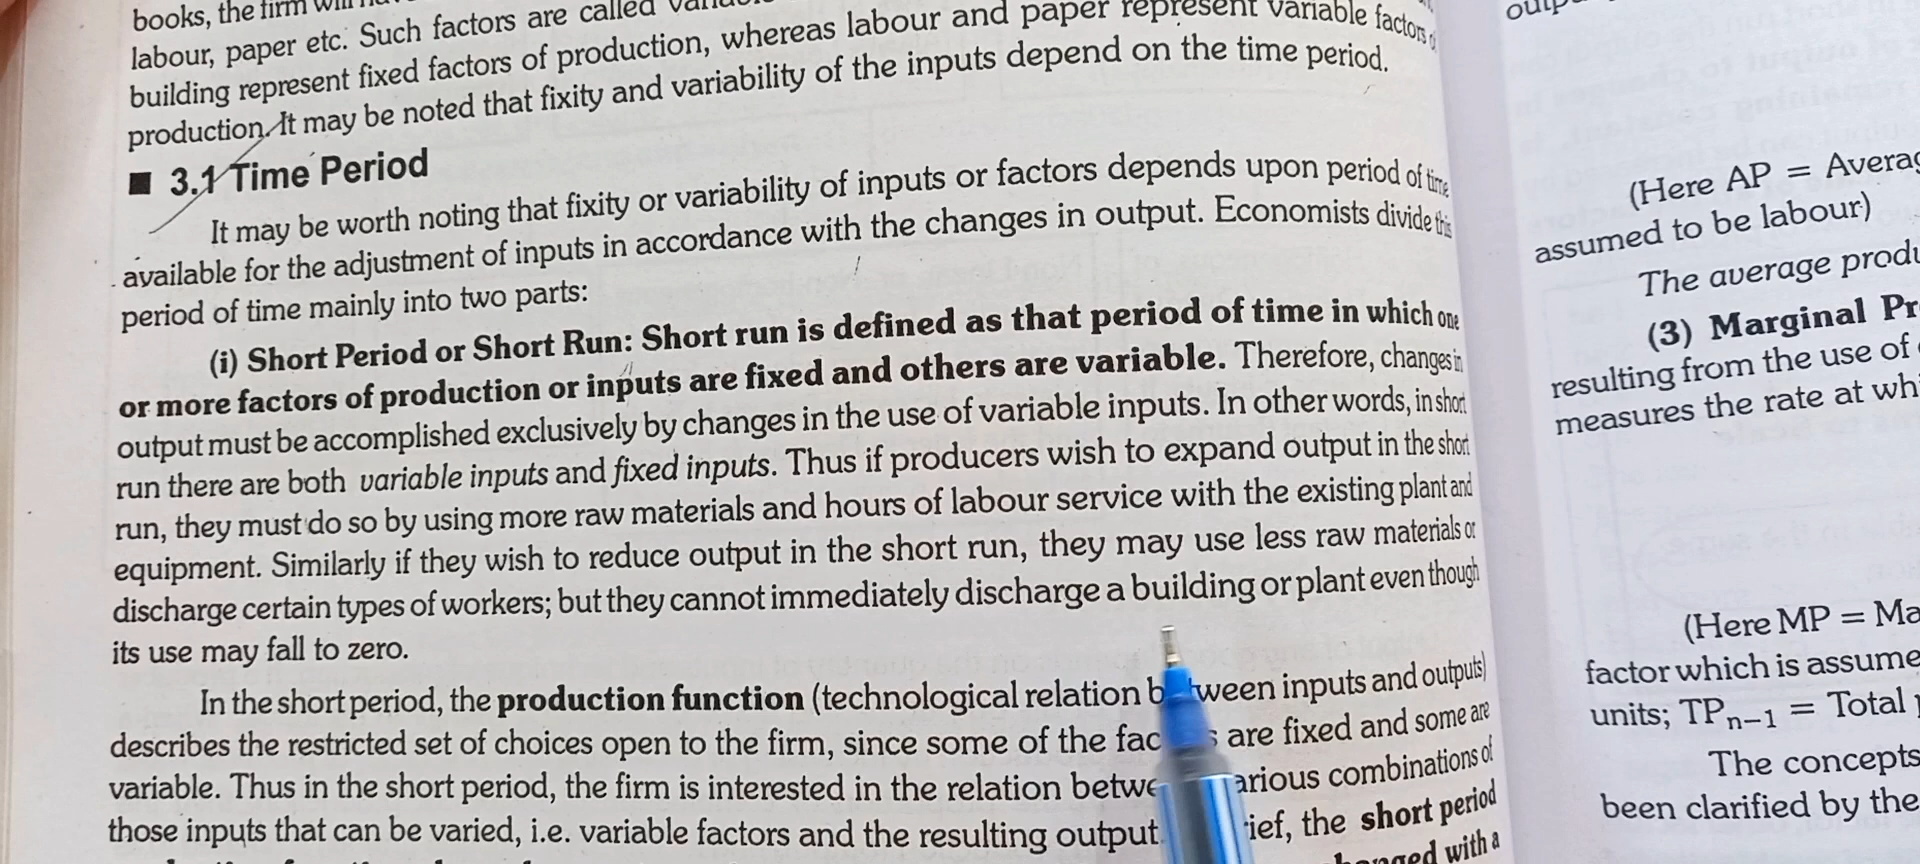 books, the firm
labour, paper etc. Such factors are called
building represent fixed factors of production, whereas labour and paper represent variable factors
production. It may be noted that fixity and variability of the inputs depend on the time period.
■ 3.1 Time Period
It may be worth noting that fixity or variability of inputs or factors depends upon period of time
available for the adjustment of inputs in accordance with the changes in output. Economists divide this
period of time mainly into two parts:
(i) Short Period or Short Run: Short run is defined as that period of time in which one
or more factors of production or inputs are fixed and others are variable. Therefore, changes in
output must be accomplished exclusively by changes in the use of variable inputs. In other words, in short
run there are both variable inputs and fixed inputs. Thus if producers wish to expand output in the short
run, they must do so by using more raw materials and hours of labour service with the existing plant and
equipment. Similarly if they wish to reduce output in the short run, they may use less raw materials or
discharge certain types of workers; but they cannot immediately discharge a building or plant even though
its use may fall to zero.
In the short period, the production function (technological relation between inputs and outputs)
describes the restricted set of choices open to the firm, since some of the are fixed and some are
variable. Thus in the short period, the firm is interested in the relation various combinations of
those inputs that can be varied, i.e. variable factors and the resulting output. the short period
with a
(Here AP =
assumed to be labour)
The average
(3) Marginal
resulting from the use of
measures the rate at
(Here MP =
factor which is
units; TPn−1 = Total
The concepts
been clarified by the